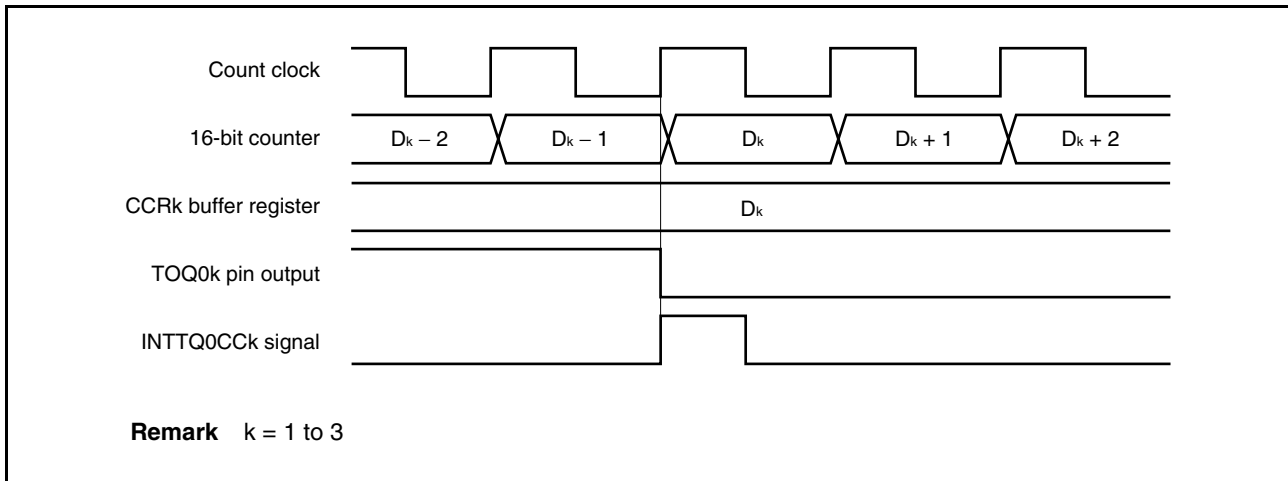 Count clock
16-bit counter
Dk − 2 Dk − 1 Dk Dk + 1 Dk + 2
CCRk buffer register
Dk
TOQ0k pin output
INTTQ0CCk signal
Remark k = 1 to 3